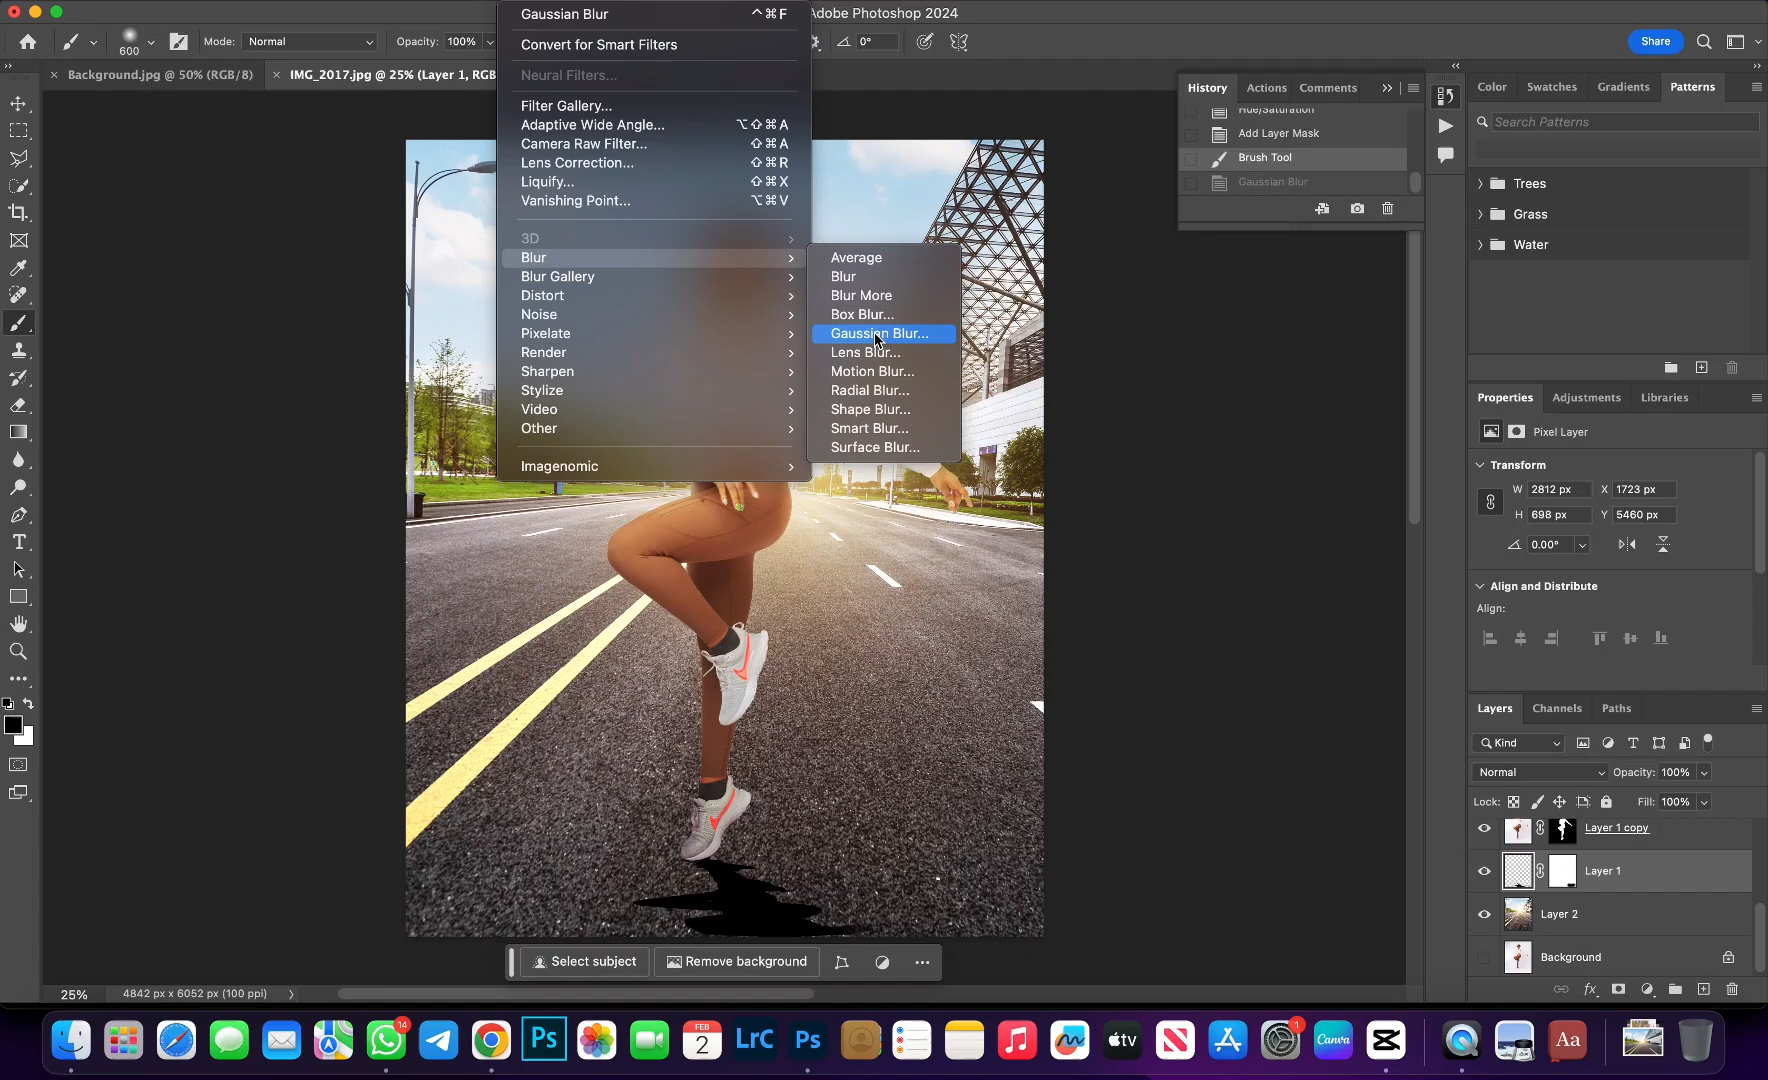 Adobe Photoshop 2024
600
Mode: Normal
Opacity: 100%
0°
Share
Background.jpg @ 50% (RGB/8)
IMG_2017.jpg @ 25% (Layer 1, RGB
Gaussian Blur ^⌘F
Convert for Smart Filters
Neural Filters...
Filter Gallery...
Adaptive Wide Angle... ⌥⇧⌘A
Camera Raw Filter... ⇧⌘A
Lens Correction... ⇧⌘R
Liquify... ⇧⌘X
Vanishing Point... ⌥⌘V
3D
Blur
Blur Gallery
Distort
Noise
Pixelate
Render
Sharpen
Stylize
Video
Other
Imagenomic
Average
Blur
Blur More
Box Blur...
Gaussian Blur...
Lens Blur...
Motion Blur...
Radial Blur...
Shape Blur...
Smart Blur...
Surface Blur...
History Actions Comments
Hue/Saturation
Add Layer Mask
Brush Tool
Gaussian Blur
Color Swatches Gradients Patterns
Search Patterns
Trees
Grass
Water
Properties Adjustments Libraries
Pixel Layer
Transform
W 2812 px X 1723 px
H 698 px Y 5460 px
0.00°
Align and Distribute
Align:
Layers Channels Paths
Kind
Normal Opacity: 100%
Lock: Fill: 100%
Layer 1 copy
Layer 1
Layer 2
Background
Select subject Remove background
25% 4842 px x 6052 px (100 ppi)
14
Ps
FEB
2
LrC
Ps
tv
1
Canva
Aa